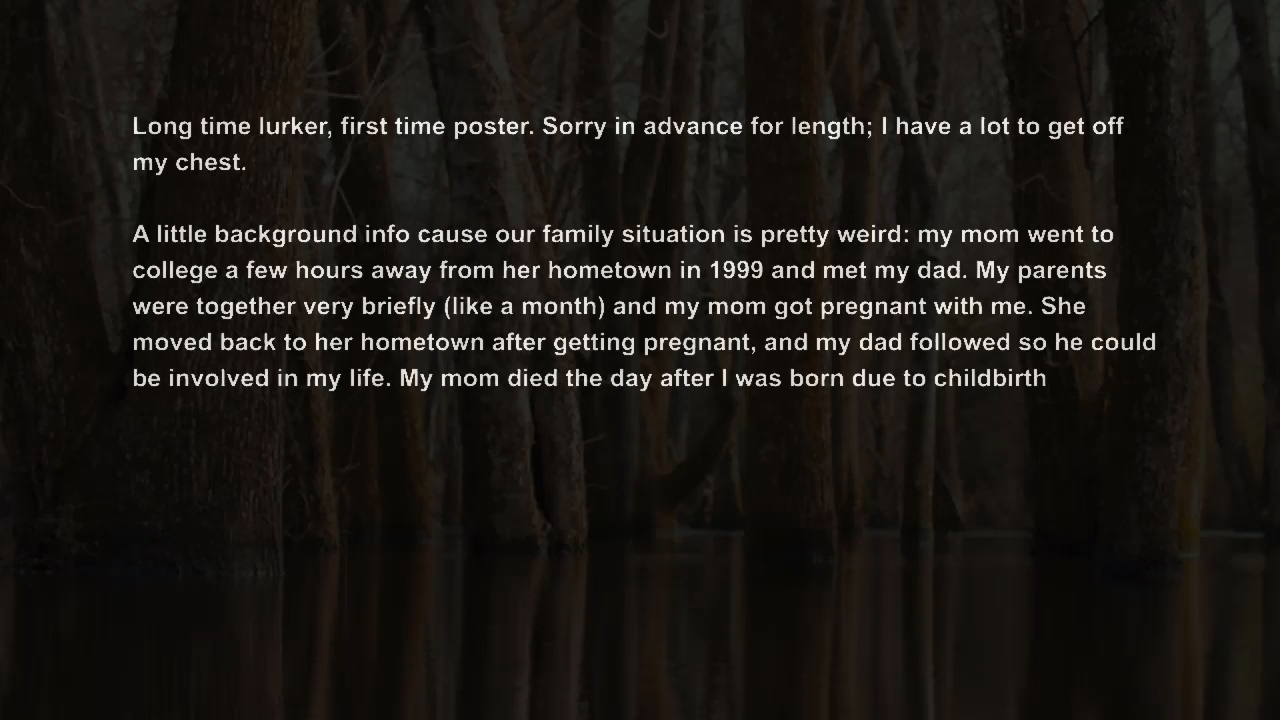 Long time lurker, first time poster. Sorry in advance for length; I have a lot to get off
my chest.
A little background info cause our family situation is pretty weird: my mom went to
college a few hours away from her hometown in 1999 and met my dad. My parents
were together very briefly (like a month) and my mom got pregnant with me. She
moved back to her hometown after getting pregnant, and my dad followed so he could
be involved in my life. My mom died the day after I was born due to childbirth